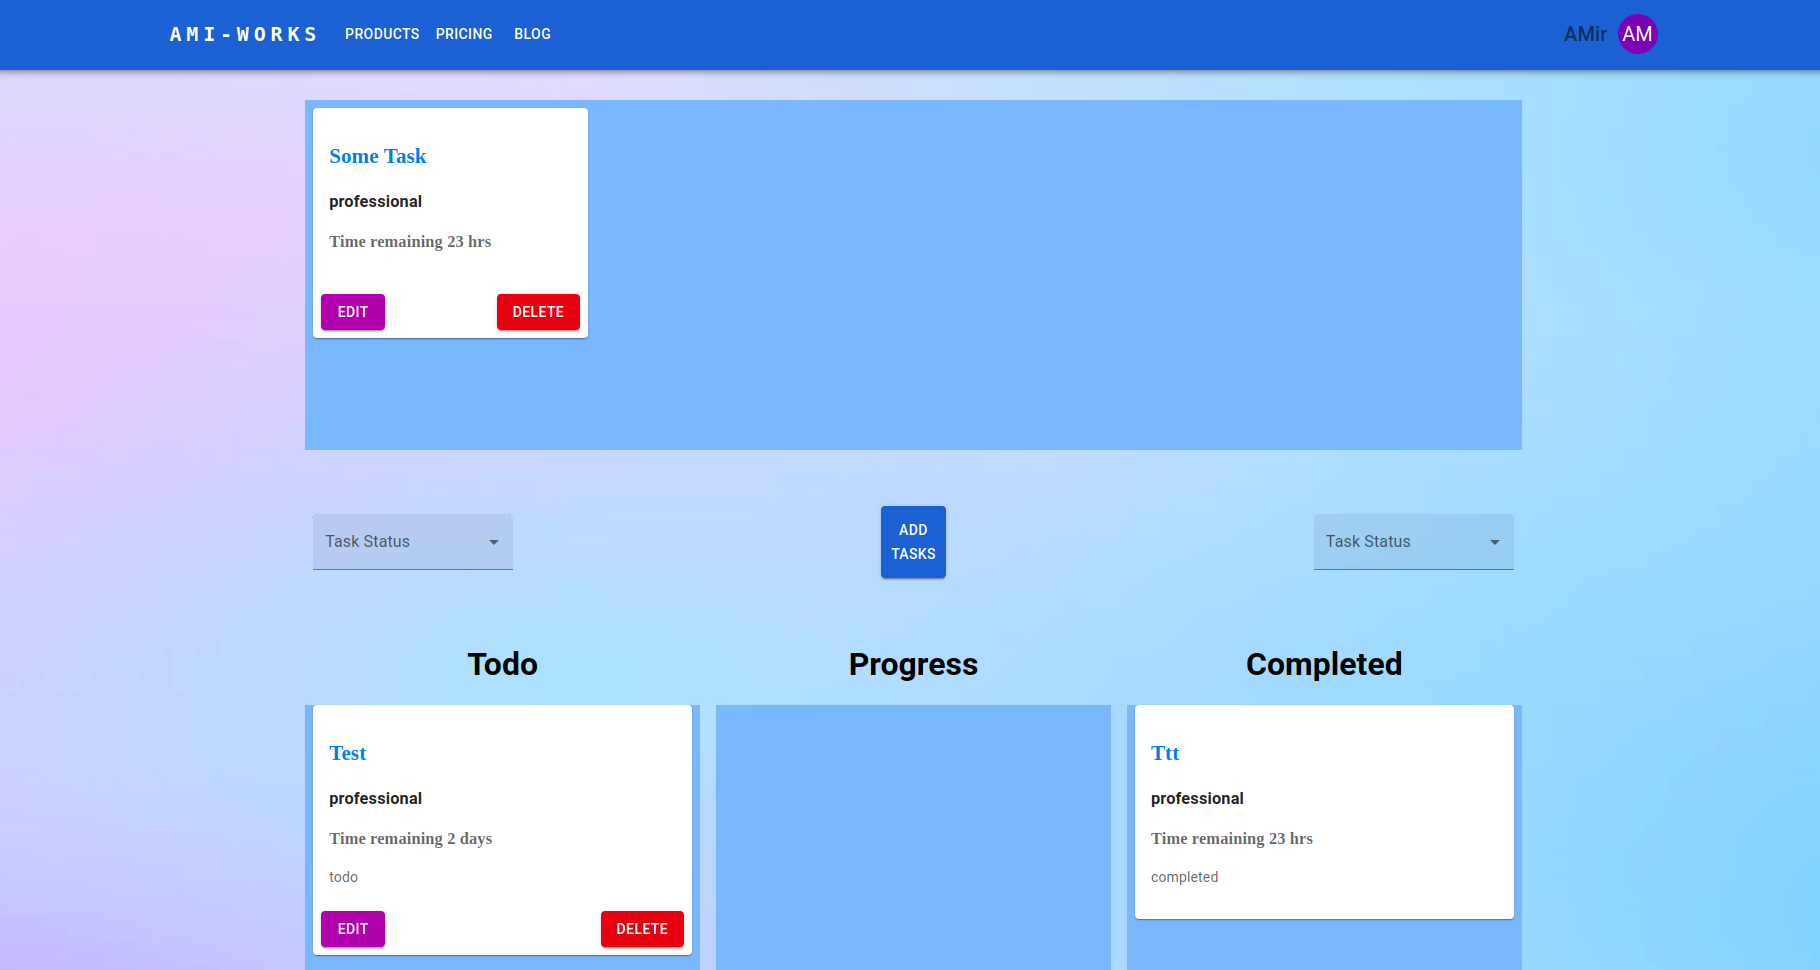 AMI-WORKS PRODUCTS PRICING BLOG AMir AM
Some Task
professional
Time remaining 23 hrs
EDIT DELETE
Task Status
ADD
TASKS
Task Status
Todo
Progress
Completed
Test
professional
Time remaining 2 days
todo
EDIT DELETE
Ttt
professional
Time remaining 23 hrs
completed